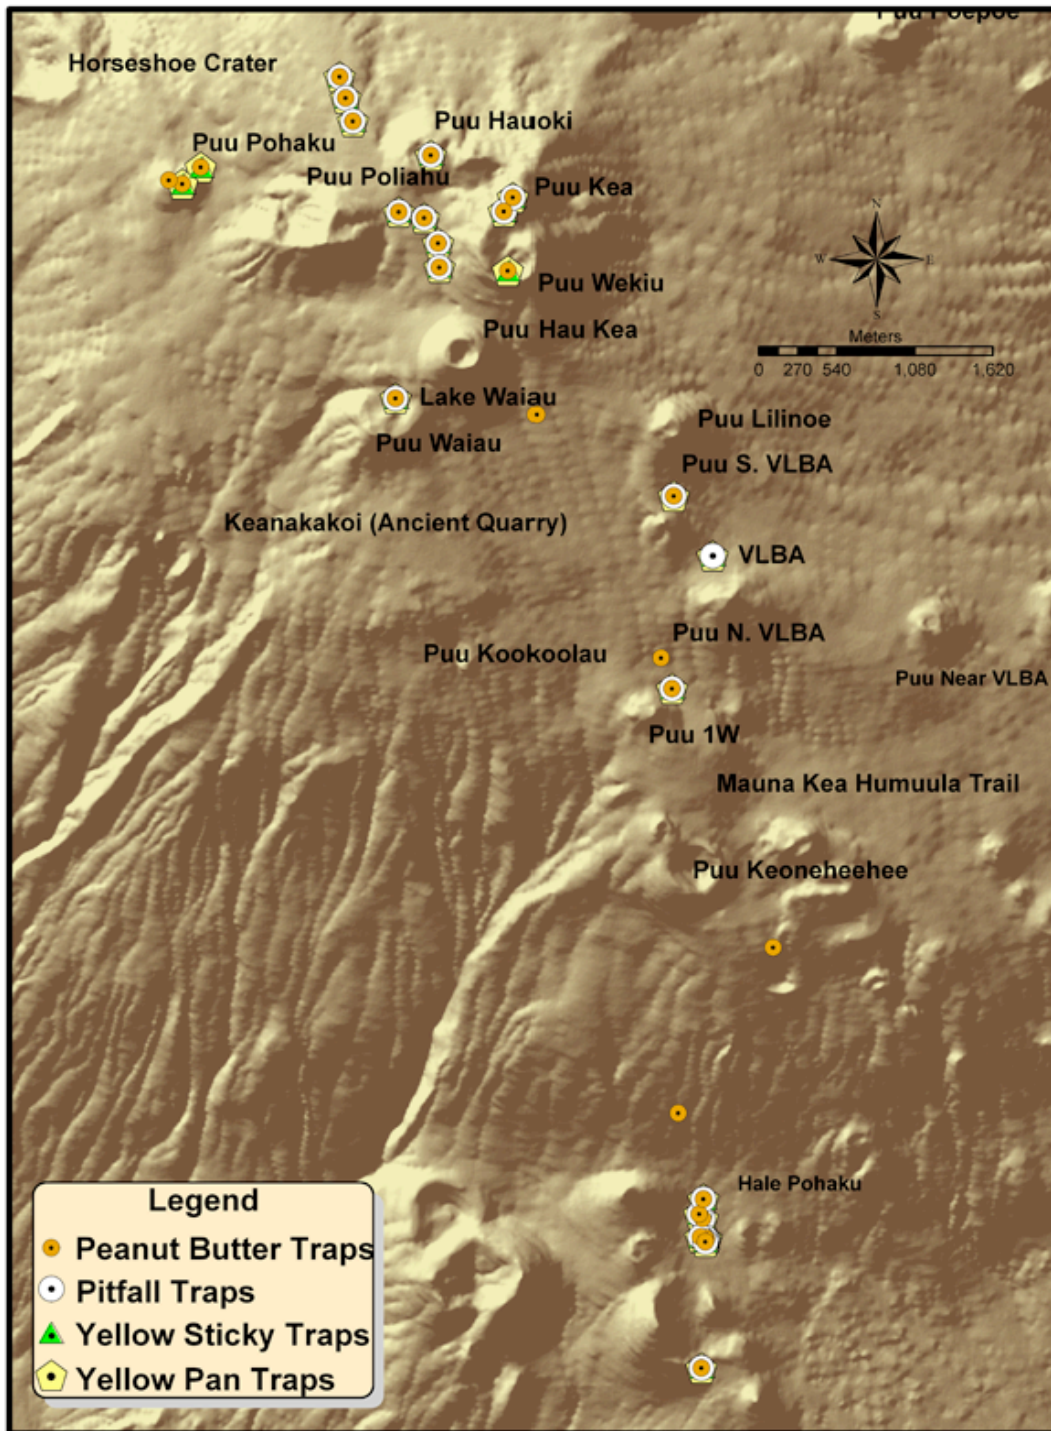 Puu Poepoe
Horseshoe Crater
Puu Hauoki
Puu Pohaku
Puu Poliahu
Puu Kea
N
W
E
S
Puu Wekiu
Puu Hau Kea
Meters
0 270 540 1,080 1,620
Lake Waiau
Puu Lilinoe
Puu Waiau
Puu S. VLBA
Keanakakoi (Ancient Quarry)
VLBA
Puu N. VLBA
Puu Kookoolau
Puu Near VLBA
Puu 1W
Mauna Kea Humuula Trail
Puu Keoneheehee
Hale Pohaku
Legend
Peanut Butter Traps
Pitfall Traps
Yellow Sticky Traps
Yellow Pan Traps